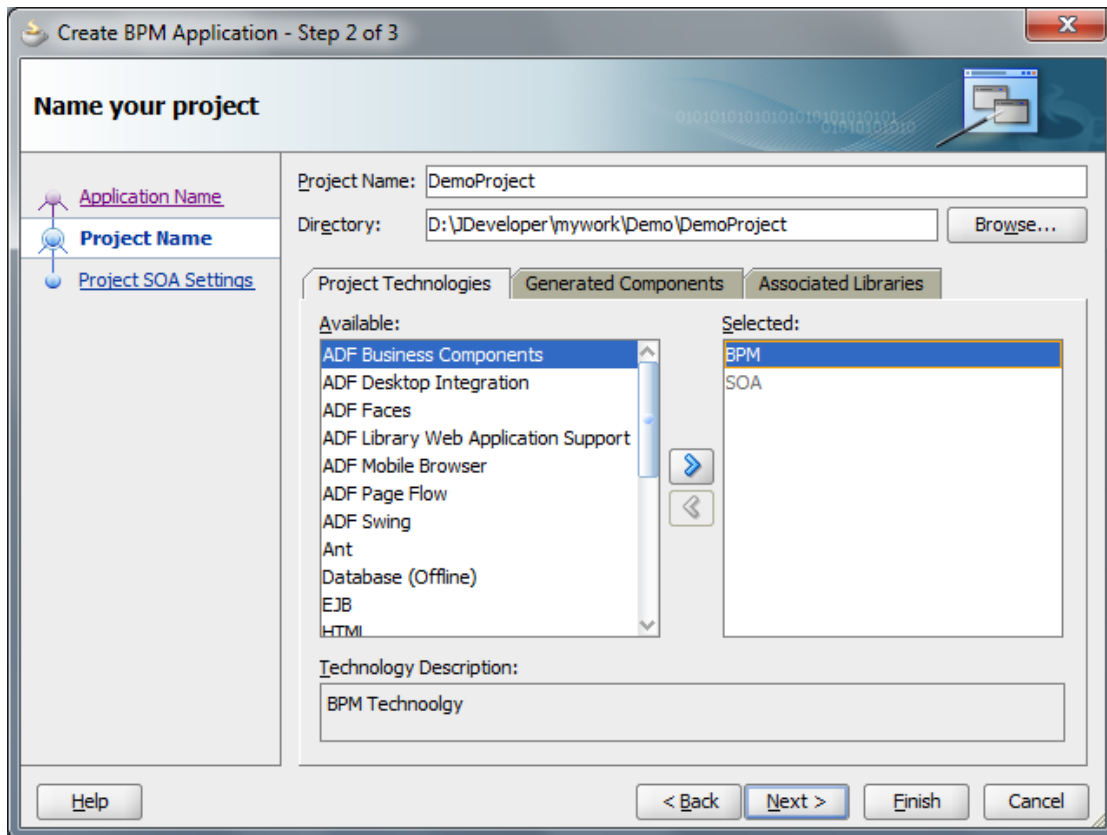 Create BPM Application - Step 2 of 3
Name your project
0101010101010101010101010101
01010101010
Application Name
Project Name
Project SOA Settings
Project Name: DemoProject
Directory: D:\JDeveloper\mywork\Demo\DemoProject Browse...
Project Technologies Generated Components Associated Libraries
Available: Selected:
ADF Business Components BPM
ADF Desktop Integration SOA
ADF Faces
ADF Library Web Application Support
ADF Mobile Browser
ADF Page Flow
ADF Swing
Ant
Database (Offline)
EJB
HTML
Technology Description:
BPM Technoolgy
Help < Back Next > Finish Cancel